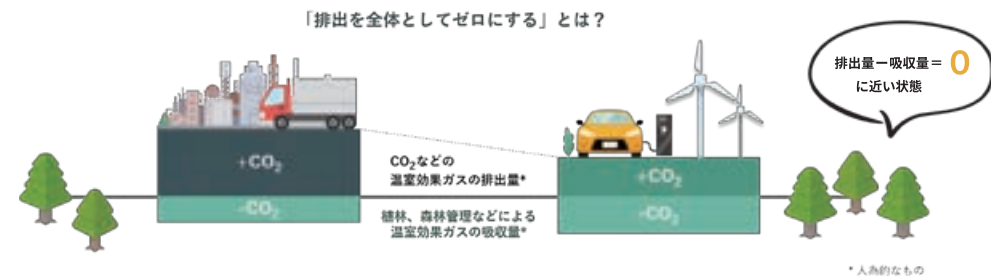 「排出を全体としてゼロにする」とは？
排出量ー吸収量＝ 0
に近い状態
+CO₂
-CO₂
CO₂などの
温室効果ガスの排出量*
植林、森林管理などによる
温室効果ガスの吸収量*
+CO₂
-CO₂
* 人為的なもの